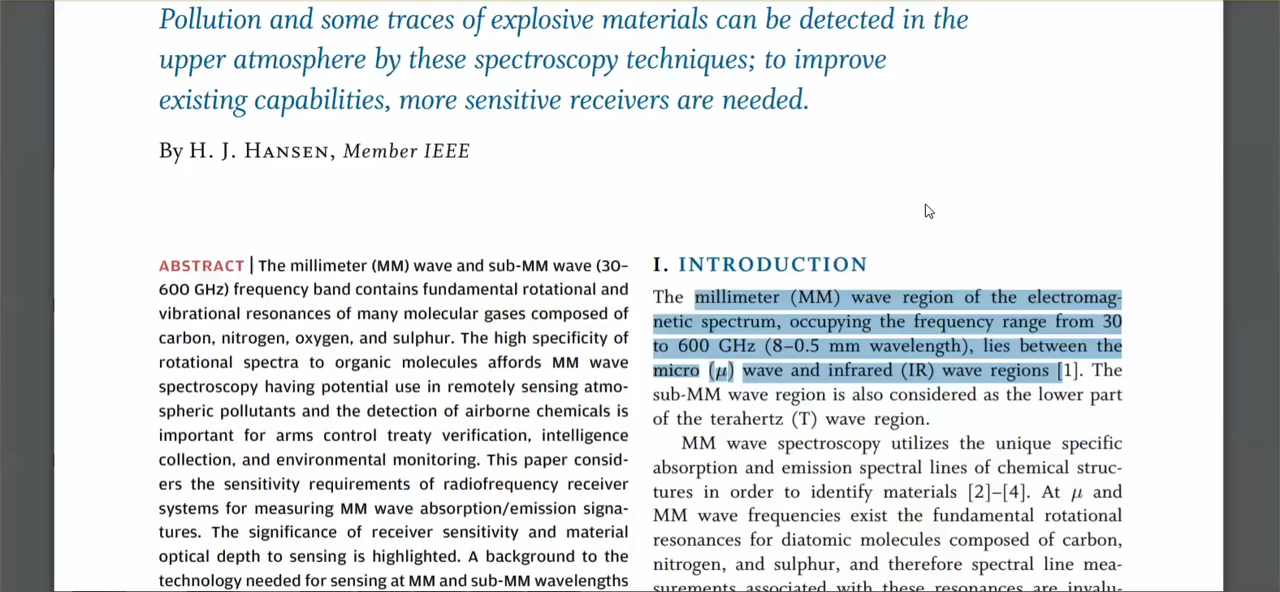 Pollution and some traces of explosive materials can be detected in the
upper atmosphere by these spectroscopy techniques; to improve
existing capabilities, more sensitive receivers are needed.
By H. J. HANSEN, Member IEEE
ABSTRACT | The millimeter (MM) wave and sub-MM wave (30–
600 GHz) frequency band contains fundamental rotational and
vibrational resonances of many molecular gases composed of
carbon, nitrogen, oxygen, and sulphur. The high specificity of
rotational spectra to organic molecules affords MM wave
spectroscopy having potential use in remotely sensing atmo-
spheric pollutants and the detection of airborne chemicals is
important for arms control treaty verification, intelligence
collection, and environmental monitoring. This paper consid-
ers the sensitivity requirements of radiofrequency receiver
systems for measuring MM wave absorption/emission signa-
tures. The significance of receiver sensitivity and material
optical depth to sensing is highlighted. A background to the
technology needed for sensing at MM and sub-MM wavelengths
I. INTRODUCTION
The millimeter (MM) wave region of the electromag-
netic spectrum, occupying the frequency range from 30
to 600 GHz (8–0.5 mm wavelength), lies between the
micro (μ) wave and infrared (IR) wave regions [1]. The
sub-MM wave region is also considered as the lower part
of the terahertz (T) wave region.
MM wave spectroscopy utilizes the unique specific
absorption and emission spectral lines of chemical struc-
tures in order to identify materials [2]–[4]. At μ and
MM wave frequencies exist the fundamental rotational
resonances for diatomic molecules composed of carbon,
nitrogen, and sulphur, and therefore spectral line mea-
surements associated with these resonances are invalu-